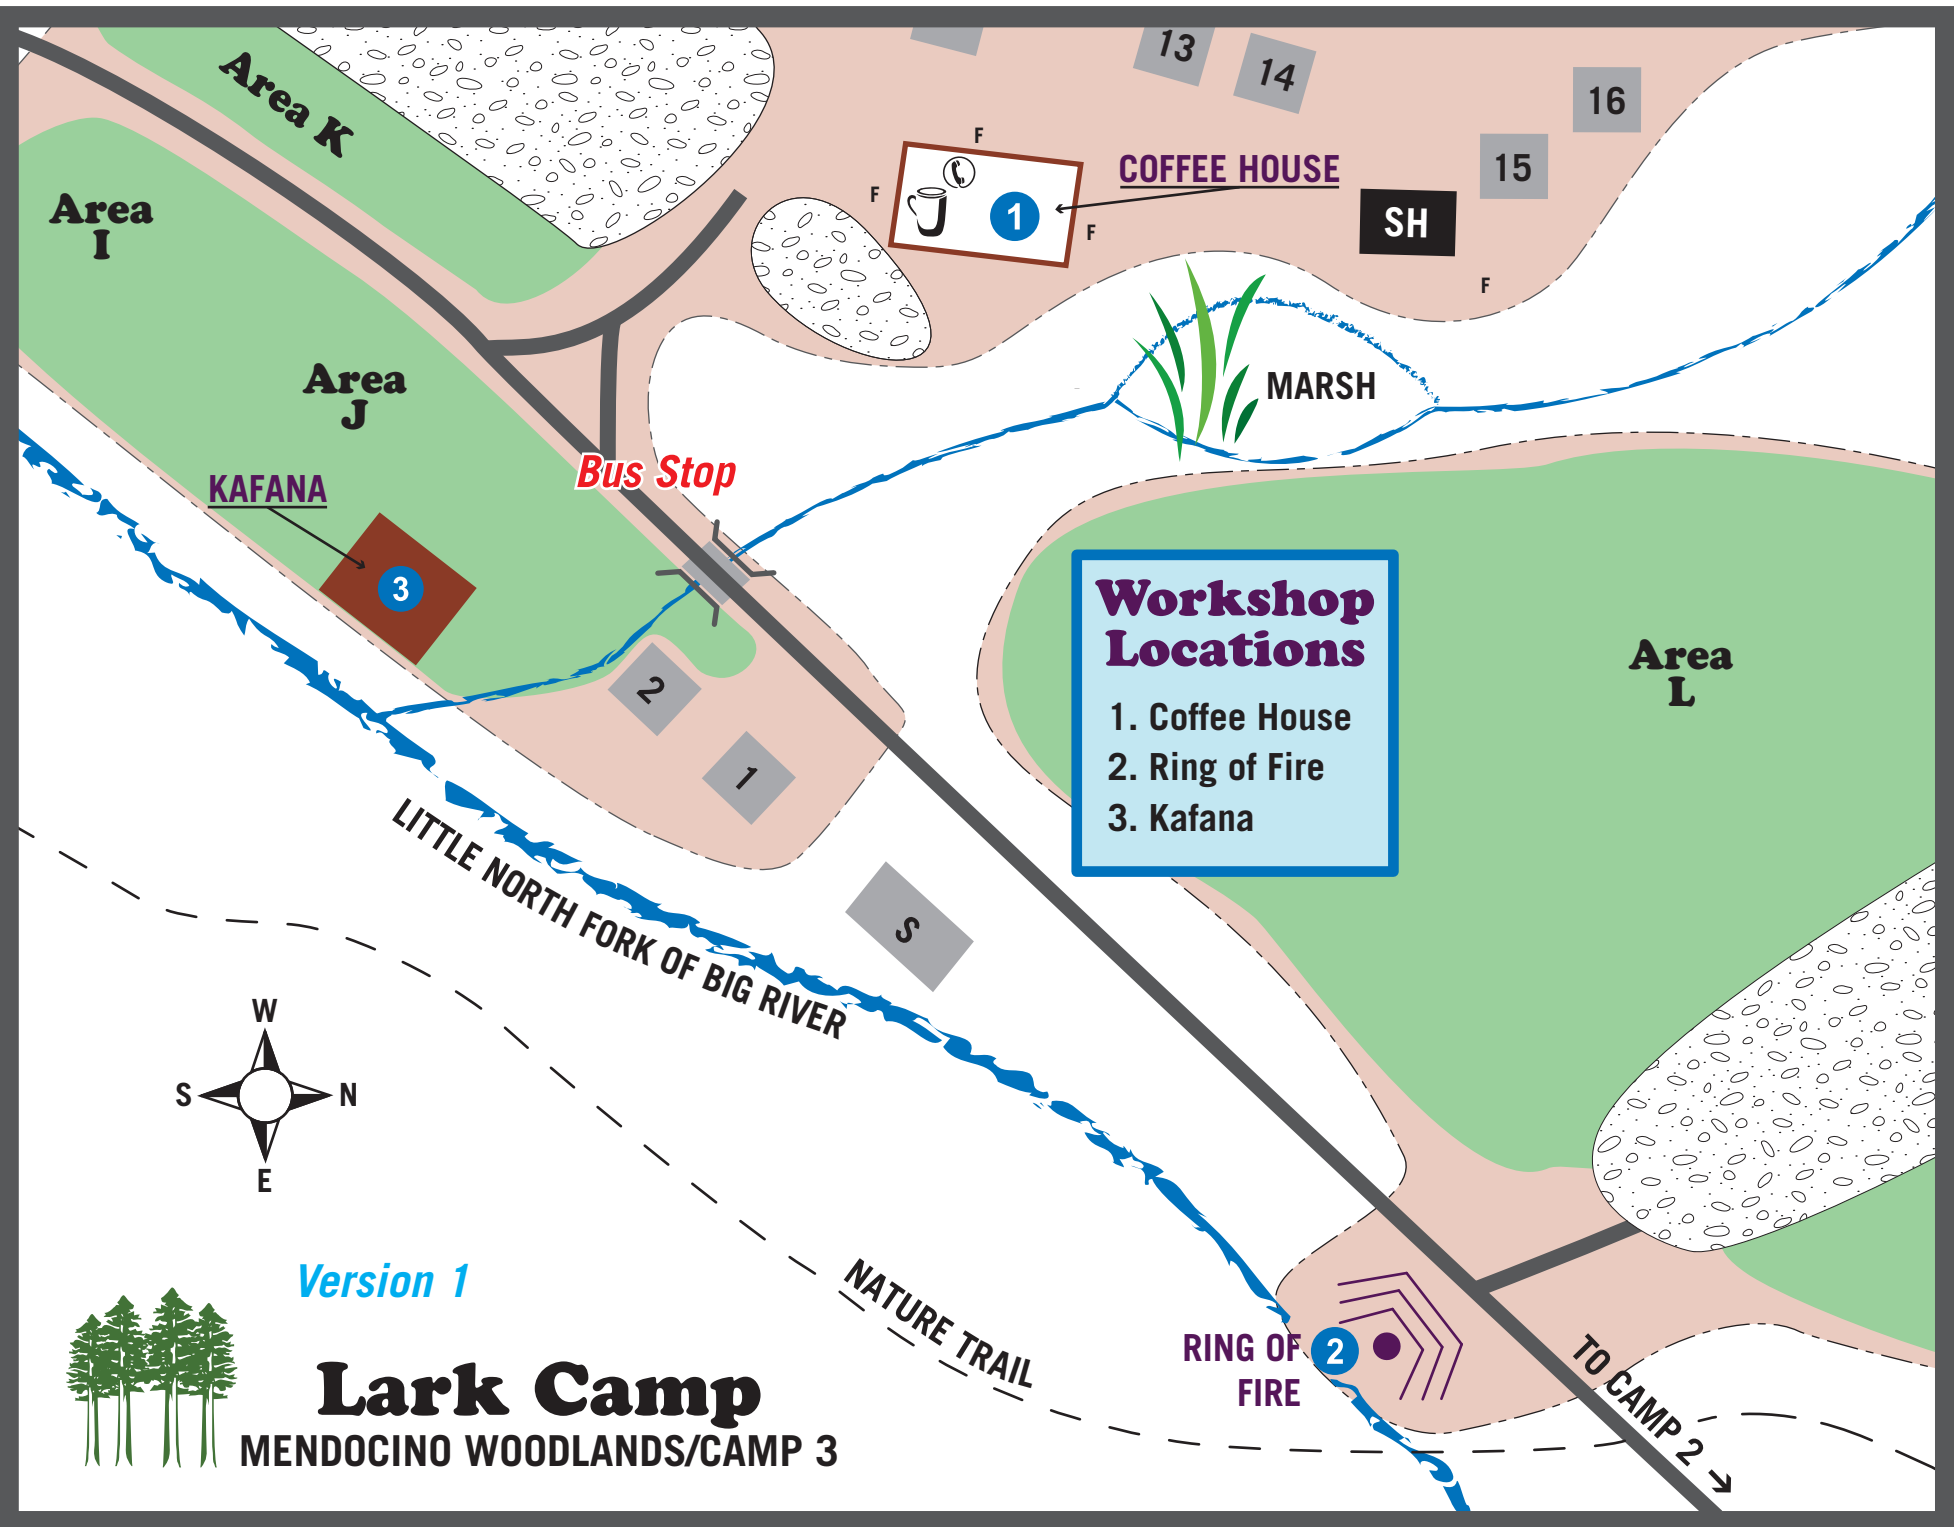 13
14
16
15
Area K
F
COFFEE HOUSE
F
1
F
SH
F
Area
I
Area
J
MARSH
Bus Stop
KAFANA
3
2
1
S
Workshop
Locations
1. Coffee House
2. Ring of Fire
3. Kafana
Area
L
LITTLE NORTH FORK OF BIG RIVER
W
S
N
E
NATURE TRAIL
RING OF
FIRE
2
TO CAMP 2
Version 1
Lark Camp
MENDOCINO WOODLANDS/CAMP 3